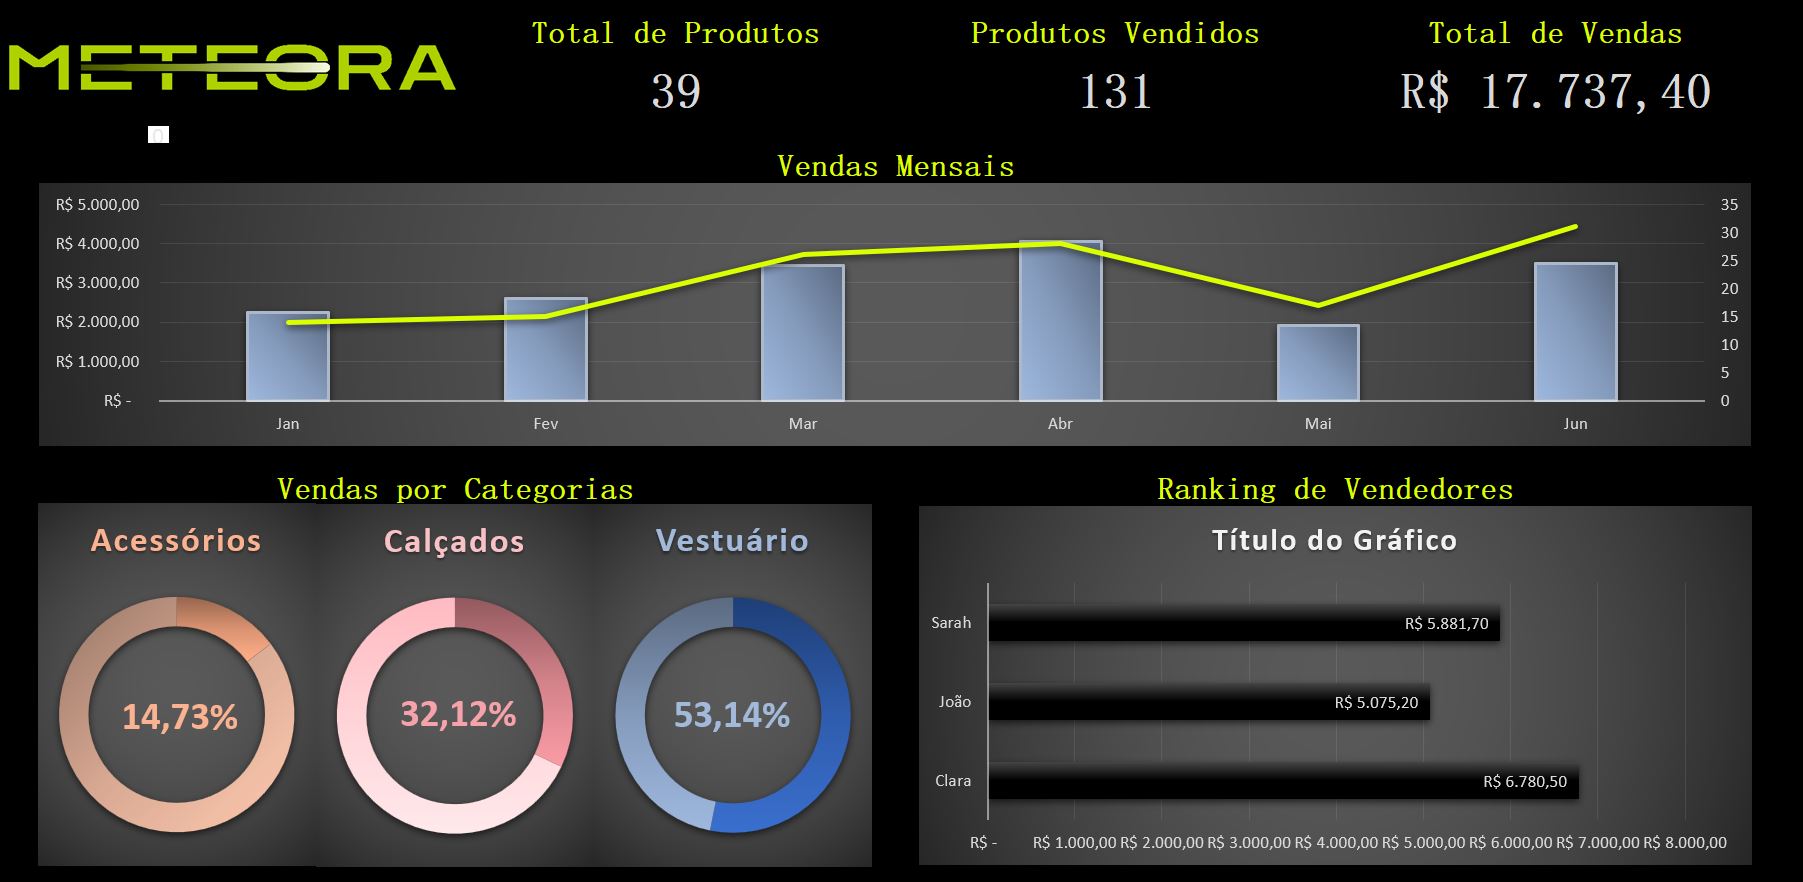 METEORA
Total de Produtos
39
Produtos Vendidos
131
Total de Vendas
R$ 17.737,40
0
Vendas Mensais
R$ 5.000,00
R$ 4.000,00
R$ 3.000,00
R$ 2.000,00
R$ 1.000,00
R$ -
35
30
25
20
15
10
5
0
Jan Fev Mar Abr Mai Jun
Vendas por Categorias
Acessórios
14,73%
Calçados
32,12%
Vestuário
53,14%
Ranking de Vendedores
Título do Gráfico
Sarah R$ 5.881,70
João R$ 5.075,20
Clara R$ 6.780,50
R$ - R$ 1.000,00 R$ 2.000,00 R$ 3.000,00 R$ 4.000,00 R$ 5.000,00 R$ 6.000,00 R$ 7.000,00 R$ 8.000,00